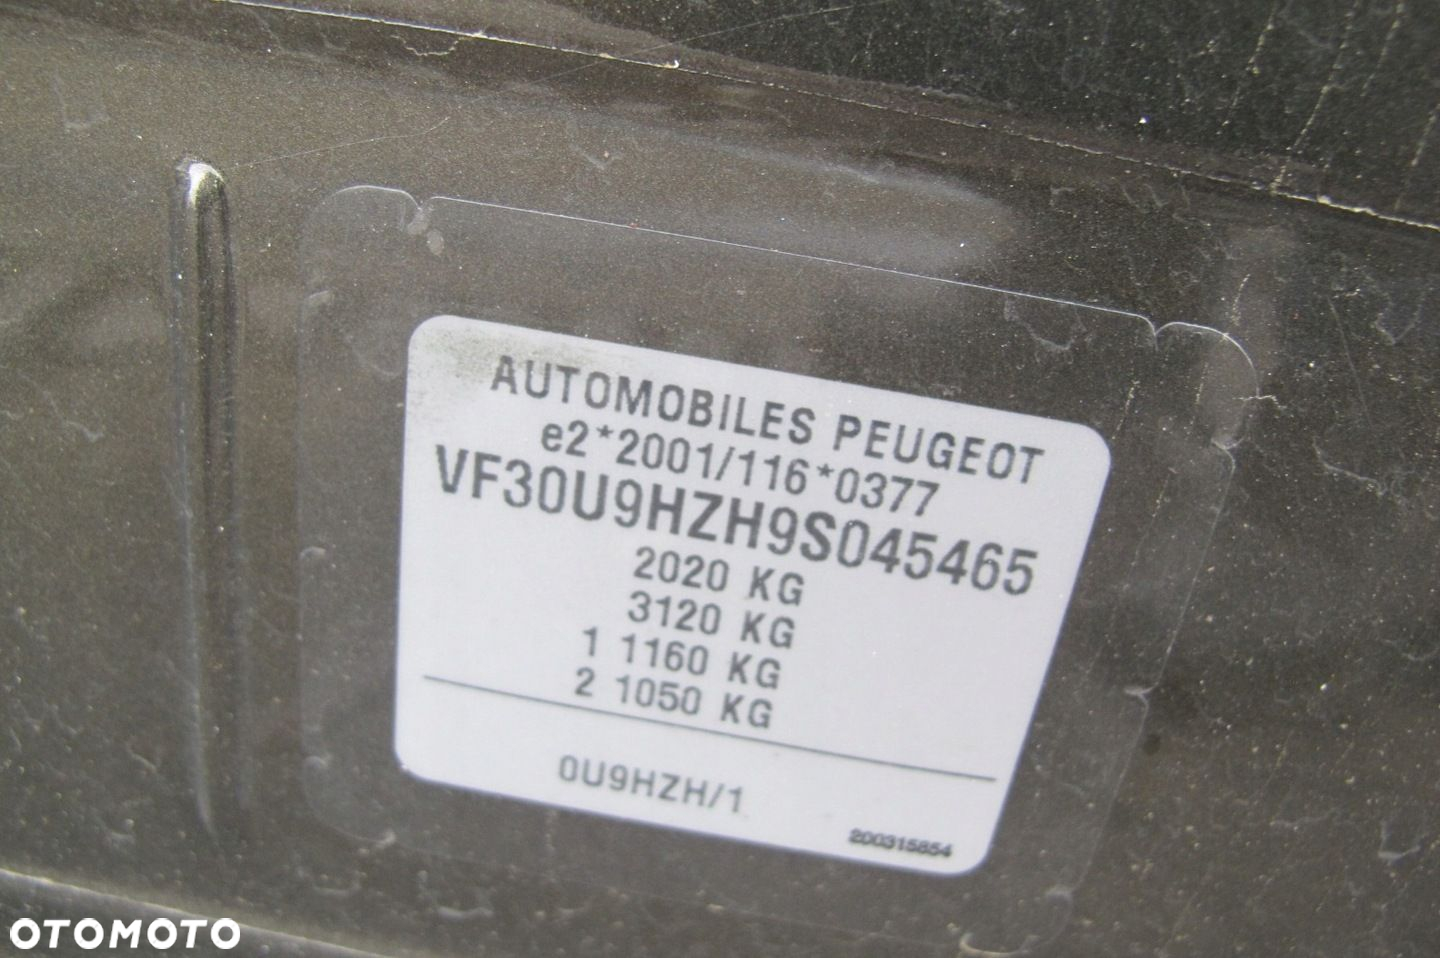 AUTOMOBILES PEUGEOT
e2*2001/116*0377
VF30U9HZH9S045465
2020 KG
3120 KG
1 1160 KG
2 1050 KG
0U9HZH/1
200315854
OTOMOTO